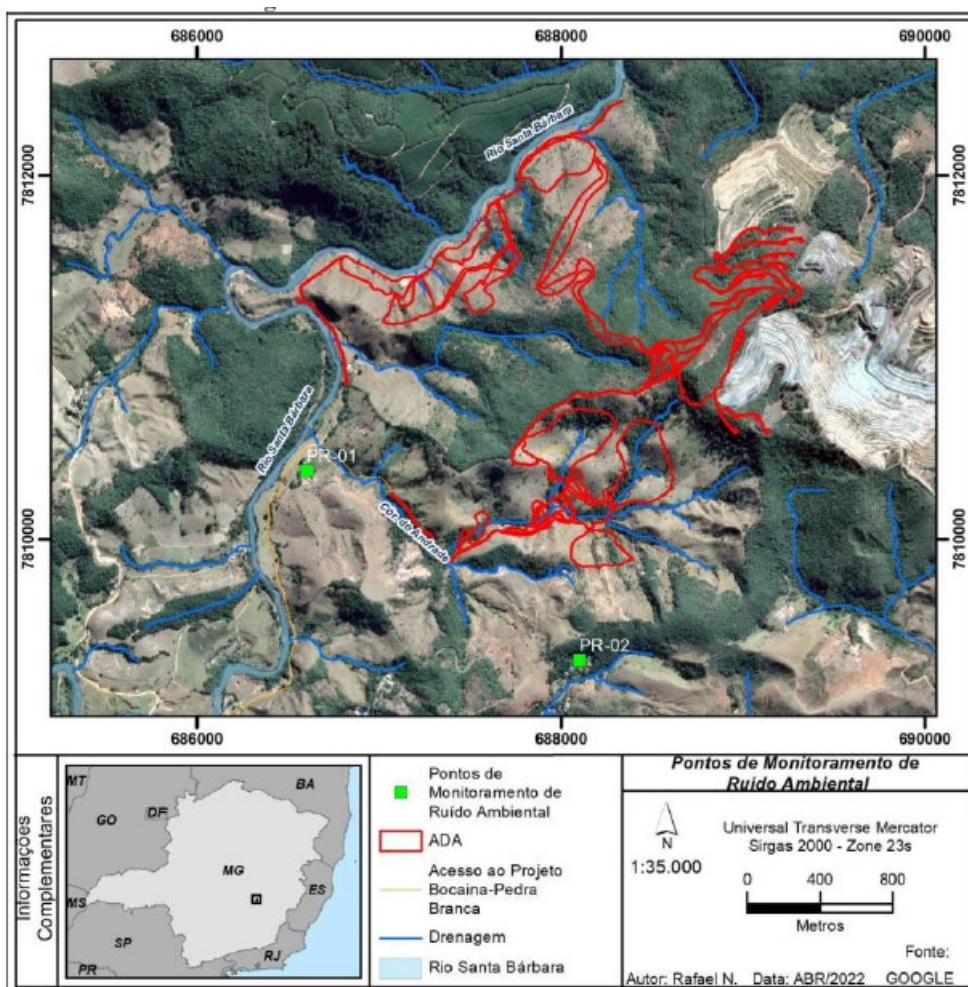 686000
688000
690000
7812000
7812000
Rio Santa Bárbara
Rio Santa Bárbara
PR-01
Cór. de Andrade
7810000
7810000
PR-02
686000
688000
690000
Informações
Complementares
MT
BA
GO
DF
MG
ES
MS
SP
RJ
PR
Pontos de
Monitoramento de
Ruído Ambiental
ADA
Acesso ao Projeto
Bocaina-Pedra
Branca
Drenagem
Rio Santa Bárbara
Pontos de Monitoramento de
Ruído Ambiental
N
1:35.000
Universal Transverse Mercator
Sirgas 2000 - Zone 23s
0 400 800
Metros
Fonte:
Autor: Rafael N. Data: ABR/2022 GOOGLE